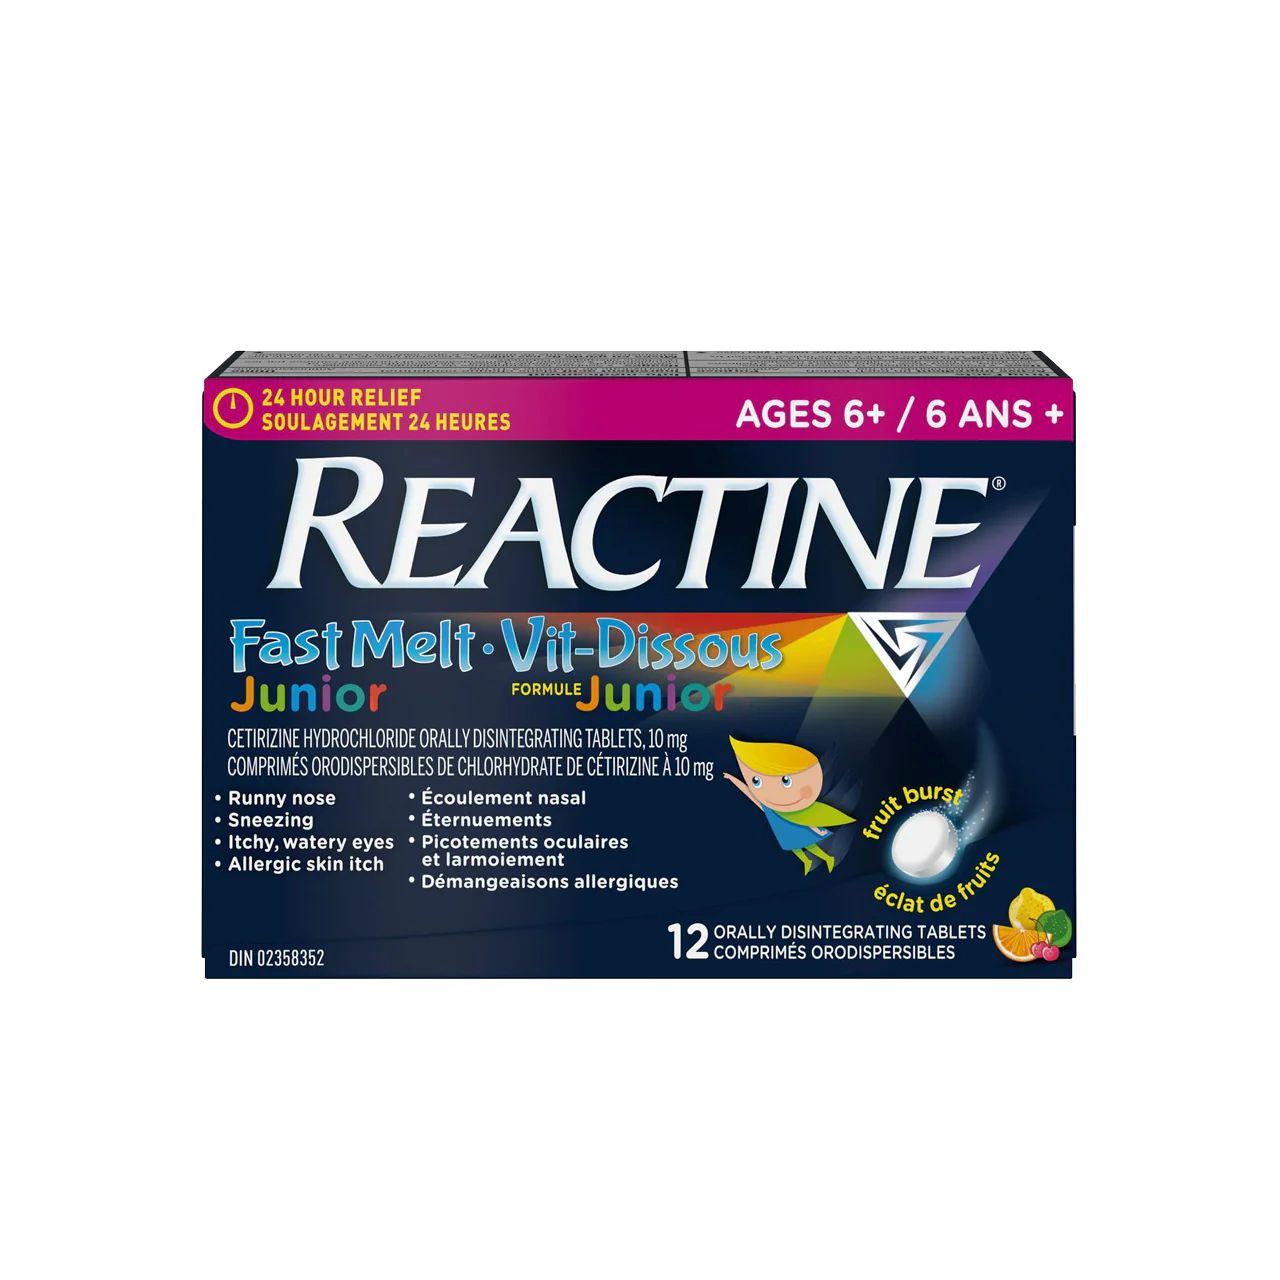 24 HOUR RELIEF
SOULAGEMENT 24 HEURES
AGES 6+ / 6 ANS +
REACTINE®
Fast Melt • Vit-Dissous
Junior FORMULE Junior
CETIRIZINE HYDROCHLORIDE ORALLY DISINTEGRATING TABLETS, 10 mg
COMPRIMÉS ORODISPERSIBLES DE CHLORHYDRATE DE CÉTIRIZINE À 10 mg
• Runny nose
• Sneezing
• Itchy, watery eyes
• Allergic skin itch
• Écoulement nasal
• Éternuements
• Picotements oculaires
et larmoiement
• Démangeaisons allergiques
fruit burst
éclat de fruits
12 ORALLY DISINTEGRATING TABLETS
COMPRIMÉS ORODISPERSIBLES
DIN 02358352